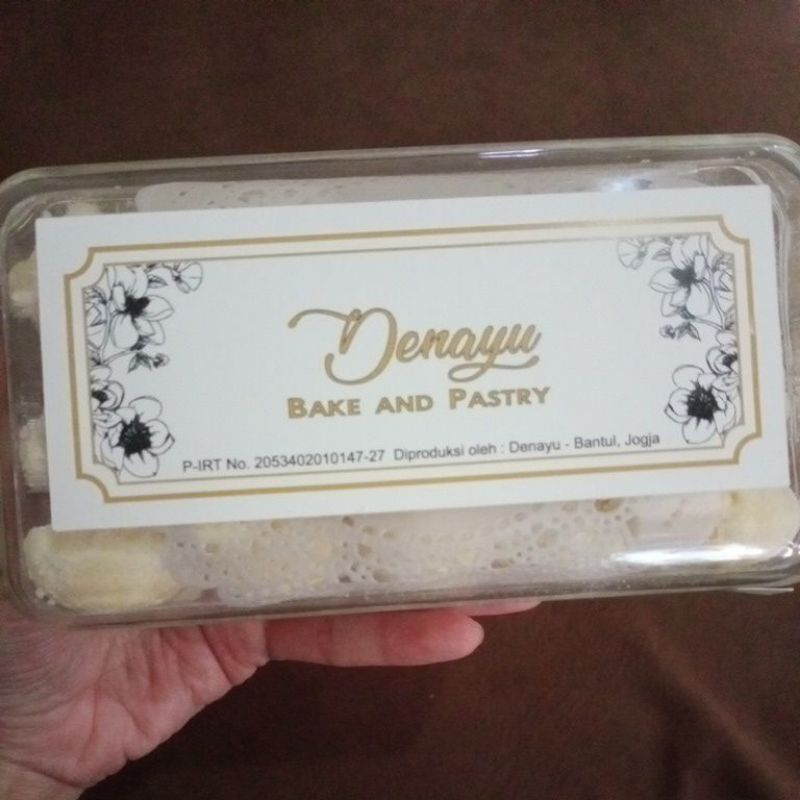 Denayu
BAKE AND PASTRY
P-IRT No. 2053402010147-27 Diproduksi oleh : Denayu - Bantul, Jogja